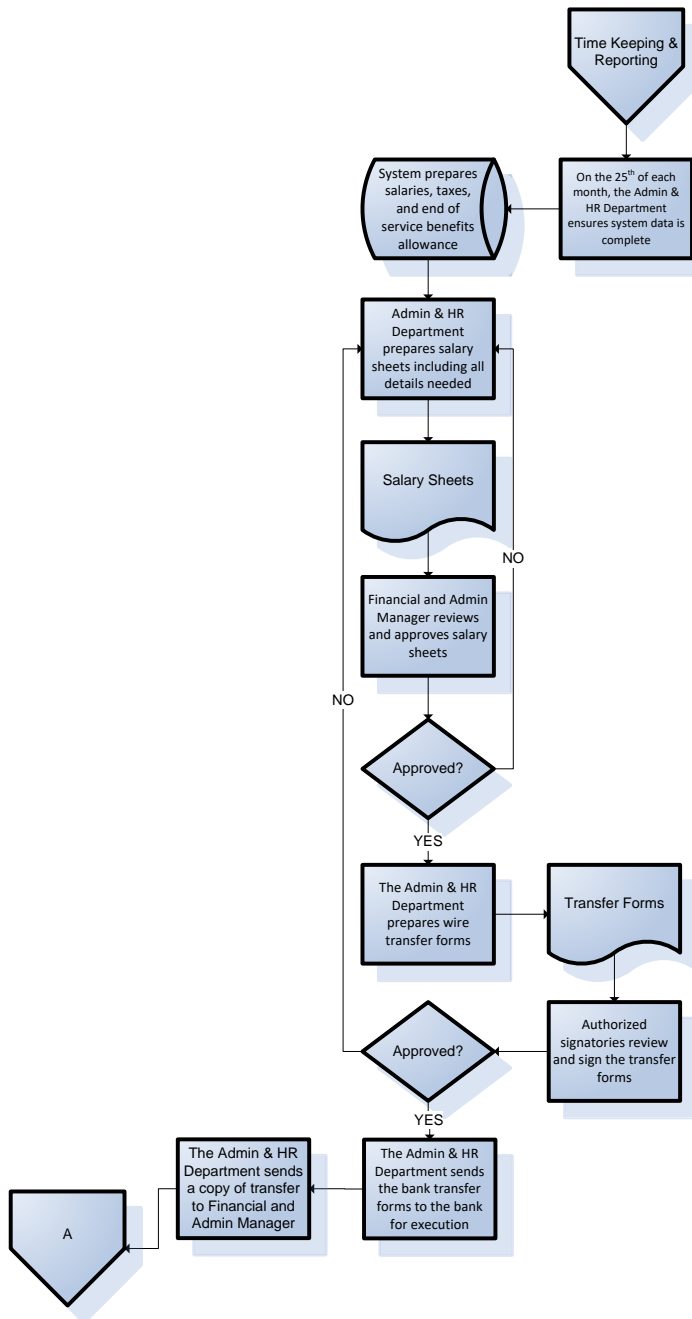 Time Keeping &
Reporting
On the 25th of each
month, the Admin &
HR Department
ensures system data is
complete
System prepares
salaries, taxes,
and end of
service benefits
allowance
Admin & HR
Department
prepares salary
sheets including all
details needed
Salary Sheets
NO
Financial and Admin
Manager reviews
and approves salary
sheets
NO
Approved?
YES
The Admin & HR
Department
prepares wire
transfer forms
Transfer Forms
Authorized
signatories review
and sign the transfer
forms
Approved?
YES
The Admin & HR
Department sends
the bank transfer
forms to the bank
for execution
The Admin & HR
Department sends
a copy of transfer
to Financial and
Admin Manager
A